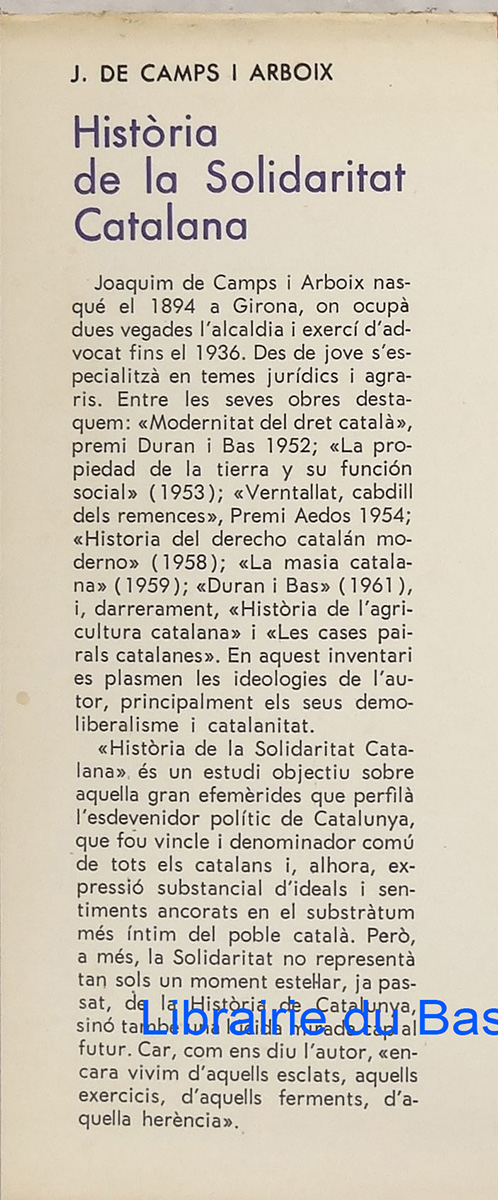 J. DE CAMPS I ARBOIX
Història
de la Solidaritat
Catalana
Joaquim de Camps i Arboix nas-
qué el 1894 a Girona, on ocupà
dues vegades l'alcaldia i exercí d'ad-
vocat fins el 1936. Des de jove s'es-
pecialitzà en temes jurídics i agra-
ris. Entre les seves obres desta-
quem: «Modernitat del dret català»,
premi Duran i Bas 1952; «La pro-
piedad de la tierra y su función
social» (1953); «Verntallat, cabdill
dels remences», Premi Aedos 1954;
«Historia del derecho catalán mo-
derno» (1958); «La masia catala-
na» (1959); «Duran i Bas» (1961),
i, darrerament, «Història de l'agri-
cultura catalana» i «Les cases pai-
rals catalanes». En aquest inventari
es plasmen les ideologies de l'au-
tor, principalment els seus demo-
liberalisme i catalanitat.
«Història de la Solidaritat Cata-
lana» és un estudi objectiu sobre
aquella gran efemèrides que perfilà
l'esdevenidor polític de Catalunya,
que fou vincle i denominador comú
de tots els catalans i, alhora, ex-
pressió substancial d'ideals i sen-
timents ancorats en el substràtum
més íntim del poble català. Però,
a més, la Solidaritat no representà
tan sols un moment estel·lar, ja pas-
sat, de la Història de Catalunya,
sinó també una lúcida mirada cap al
futur. Car, com ens diu l'autor, «en-
cara vivim d'aquells esclats, aquells
exercicis, d'aquells ferments, d'a-
quella herència».
Librairie du Bas